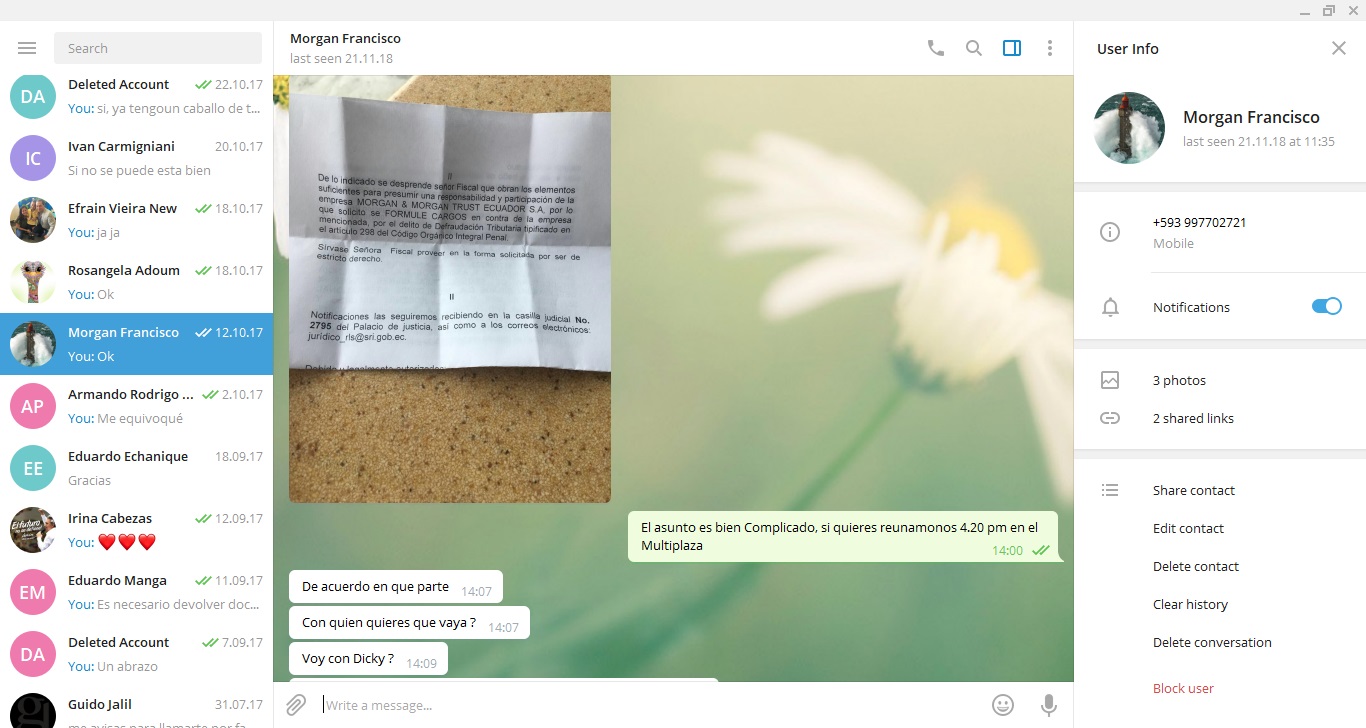 Search
Deleted Account 22.10.17
DA
You: si, ya tengoun caballo de t...
Ivan Carmigniani 20.10.17
IC
Si no se puede esta bien
Efrain Vieira New 18.10.17
You: ja ja
Rosangela Adoum 18.10.17
You: Ok
Morgan Francisco 12.10.17
You: Ok
Armando Rodrigo ... 2.10.17
AP
You: Me equivoqué
Eduardo Echanique 18.09.17
EE
Gracias
Irina Cabezas 12.09.17
You: ❤️❤️❤️
Eduardo Manga 11.09.17
EM
You: Es necesario devolver doc...
Deleted Account 7.09.17
DA
You: Un abrazo
Guido Jalil 31.07.17
me avisas para llamarte por fa...
Morgan Francisco
last seen 21.11.18
II
De lo indicado se desprende señor Fiscal que obran los elementos
suficientes para presumir una responsabilidad y participación de la
empresa MORGAN & MORGAN TRUST ECUADOR S.A, por lo
que solicito se FORMULE CARGOS en contra de la empresa
mencionada, por el delito de Defraudación Tributaria tipificado en
el artículo 298 del Código Orgánico Integral Penal.
Sírvase Señora Fiscal proveer en la forma solicitada por ser de
estricto derecho.
II
Notificaciones las seguiremos recibiendo en la casilla judicial No.
2795 del Palacio de justicia, así como a los correos electrónicos:
jurídico_rls@sri.gob.ec.
Debida y legalmente autorizados
El asunto es bien Complicado, si quieres reunamonos 4.20 pm en el
Multiplaza
14:00
De acuerdo en que parte 14:07
Con quien quieres que vaya ? 14:07
Voy con Dicky ? 14:09
Write a message...
User Info
Morgan Francisco
last seen 21.11.18 at 11:35
+593 997702721
Mobile
Notifications
3 photos
2 shared links
Share contact
Edit contact
Delete contact
Clear history
Delete conversation
Block user